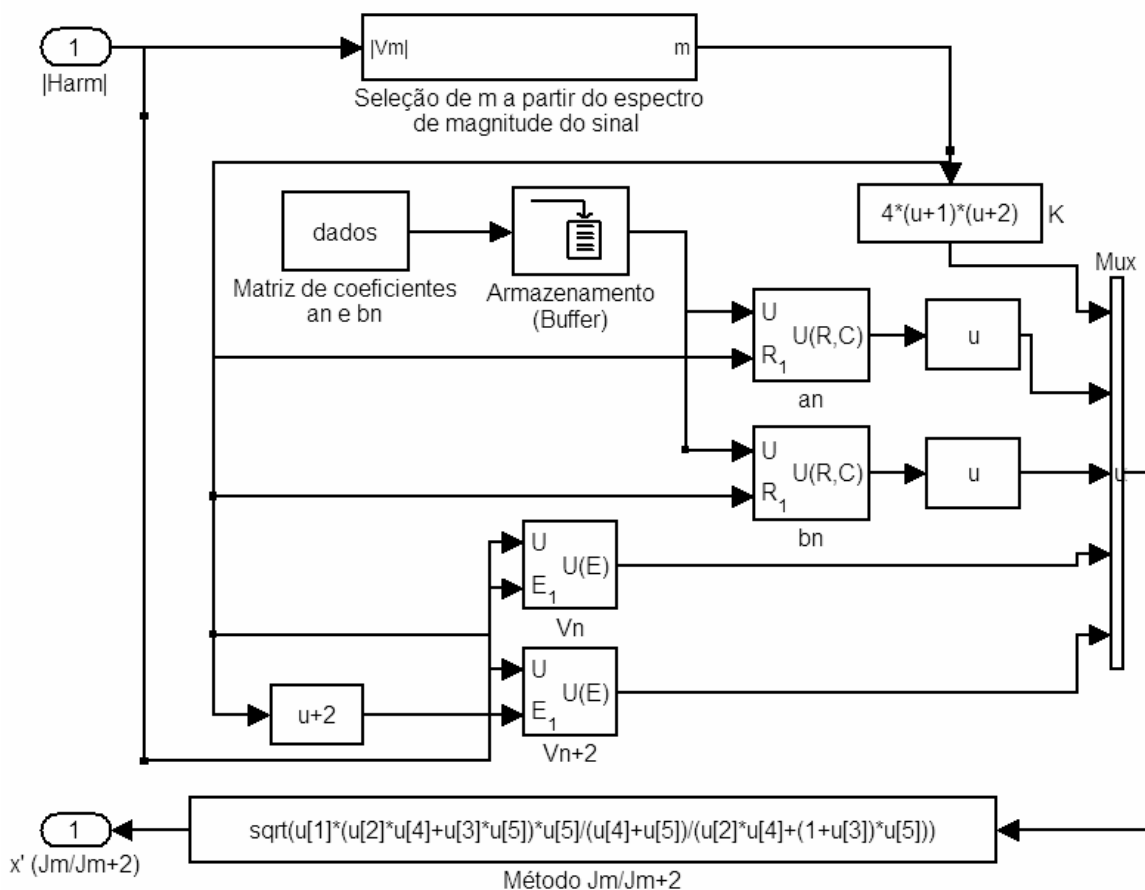 1
|Harm|
|Vm|
m
Seleção de m a partir do espectro
de magnitude do sinal
4*(u+1)*(u+2)
K
dados
Matriz de coeficientes
an e bn
Armazenamento
(Buffer)
Mux
U
R1
U(R,C)
an
u
U
R1
U(R,C)
bn
u
u
U
E1
U(E)
Vn
U
E1
U(E)
Vn+2
u+2
1
x' (Jm/Jm+2)
sqrt(u[1]*(u[2]*u[4]+u[3]*u[5])*u[5]/(u[4]+u[5])/(u[2]*u[4]+(1+u[3])*u[5]))
Método Jm/Jm+2